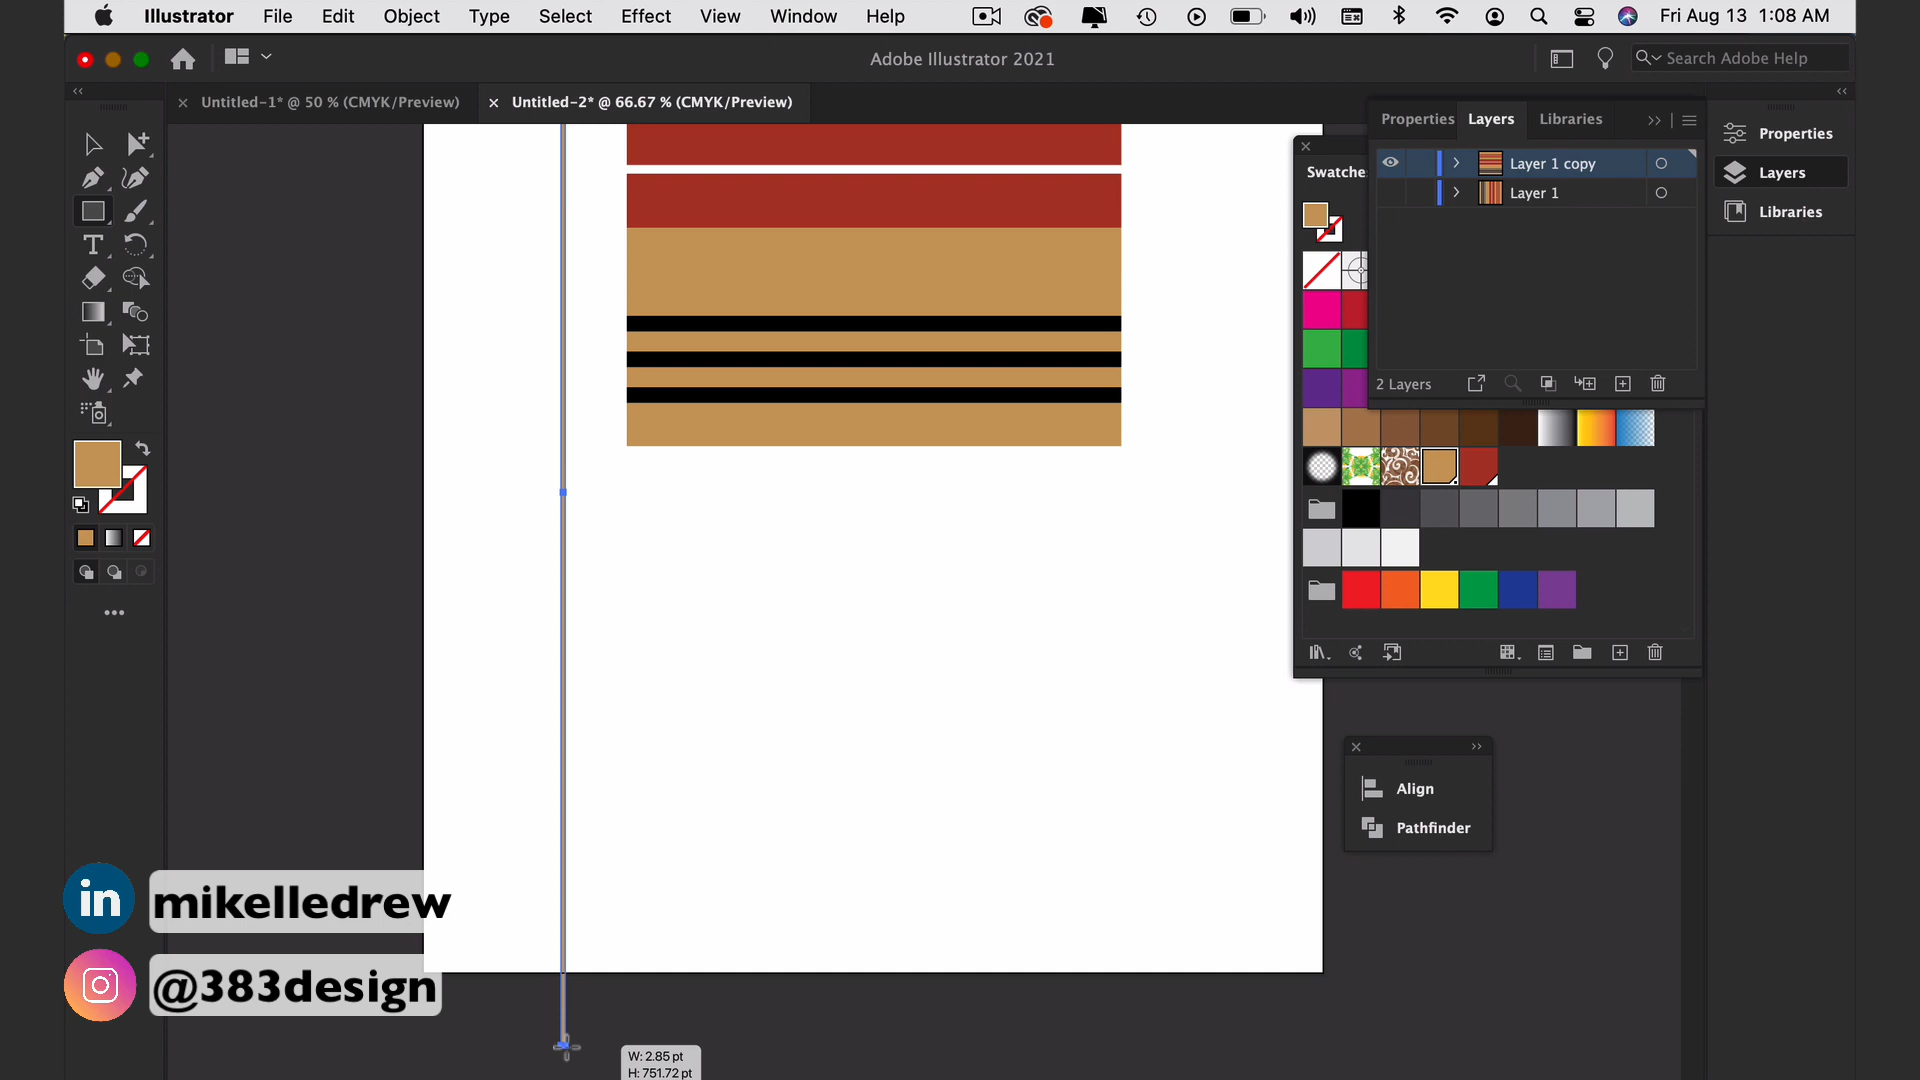 Illustrator File Edit Object Type Select Effect View Window Help Fri Aug 13 1:08 AM
Adobe Illustrator 2021
Search Adobe Help
Untitled-1* @ 50 % (CMYK/Preview)
Untitled-2* @ 66.67 % (CMYK/Preview)
Properties Layers Libraries
Layer 1 copy
Layer 1
2 Layers
Swatches
Properties
Layers
Libraries
Align
Pathfinder
in mikelledrew
@383design
W: 2.85 pt
H: 751.72 pt